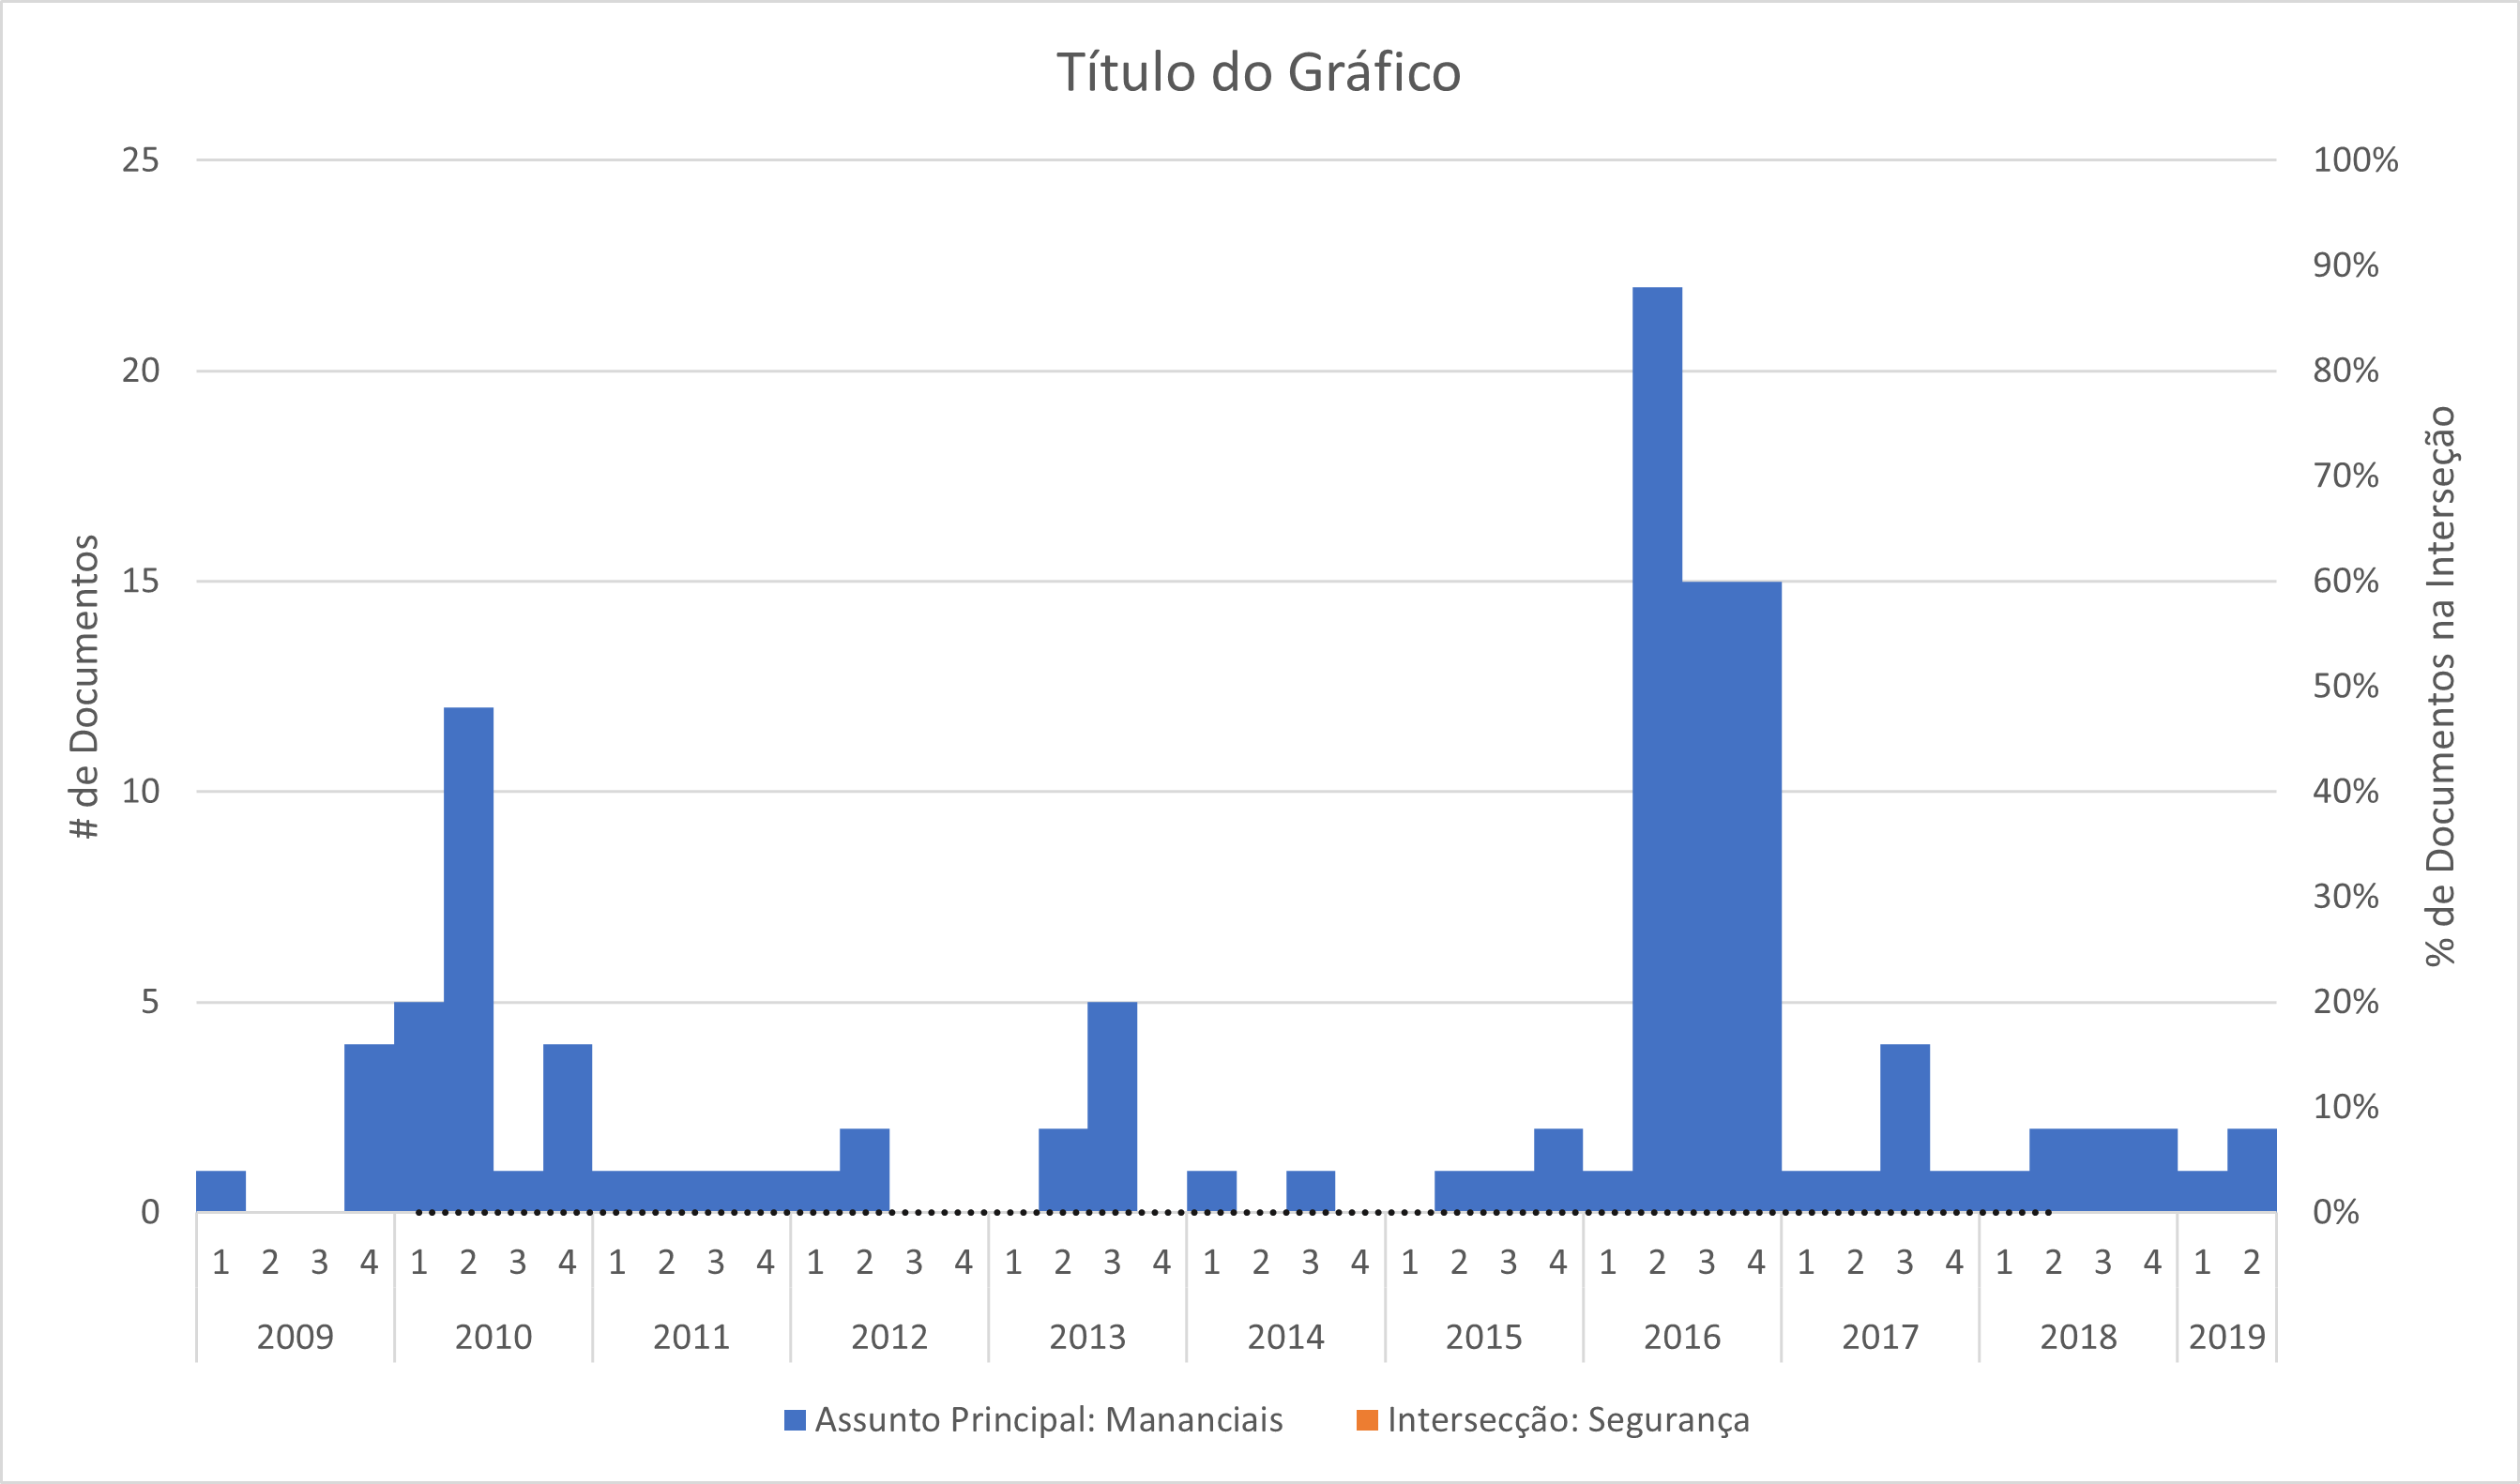 Título do Gráfico
25
20
15
10
5
0
# de Documentos
100%
90%
80%
70%
60%
50%
40%
30%
20%
10%
0%
% de Documentos na Interseção
1 2 3 4 1 2 3 4 1 2 3 4 1 2 3 4 1 2 3 4 1 2 3 4 1 2 3 4 1 2 3 4 1 2 3 4 1 2 3 4 1 2
2009 2010 2011 2012 2013 2014 2015 2016 2017 2018 2019
Assunto Principal: Mananciais Intersecção: Segurança